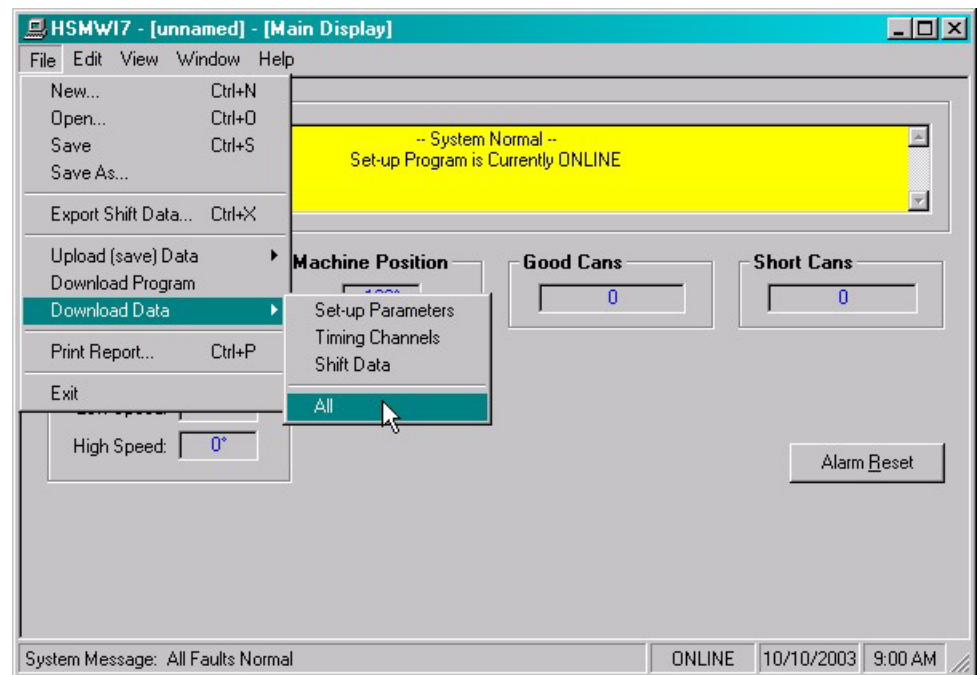 HSMWI7 - [unnamed] - [Main Display]
File Edit View Window Help
New... Ctrl+N
Open... Ctrl+O
Save Ctrl+S
Save As...
Export Shift Data... Ctrl+X
Upload (save) Data
Download Program
Download Data
Print Report... Ctrl+P
Exit
Set-up Parameters
Timing Channels
Shift Data
All
-- System Normal --
Set-up Program is Currently ONLINE
Machine Position
Good Cans
0
Short Cans
0
High Speed: 0°
Alarm Reset
System Message: All Faults Normal ONLINE 10/10/2003 9:00 AM